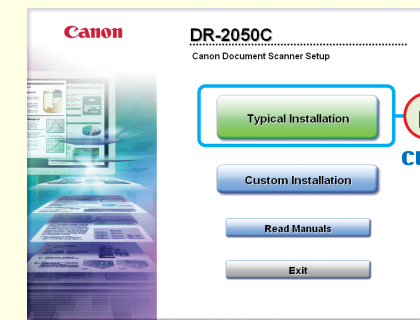 Canon
DR-2050C
Canon Document Scanner Setup
Typical Installation
Custom Installation
Read Manuals
Exit